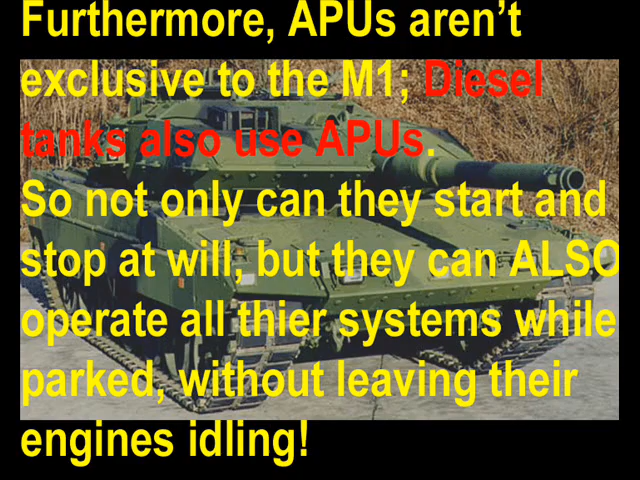 Furthermore, APUs aren’t
exclusive to the M1; Diesel
tanks also use APUs.
So not only can they start and
stop at will, but they can ALSO
operate all thier systems while
parked, without leaving their
engines idling!